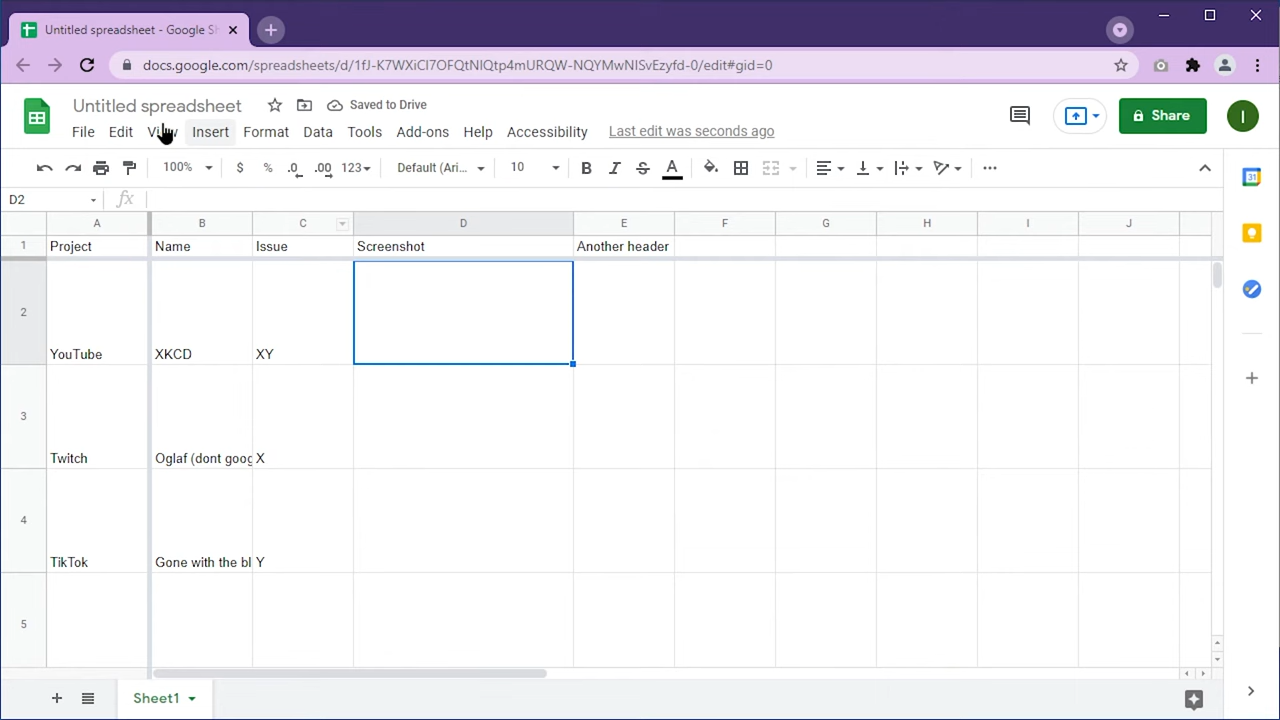 Untitled spreadsheet - Google Sh
docs.google.com/spreadsheets/d/1fJ-K7WXiCl7OFQtNIQtp4mURQW-NQYMwNISvEzyfd-0/edit#gid=0
Untitled spreadsheet
Saved to Drive
File Edit View Insert Format Data Tools Add-ons Help Accessibility Last edit was seconds ago
Share
I
100% $ % .0 .00 123 Default (Ari... 10 B I S A
31
D2 fx
A B C D E F G H I J
1 Project Name Issue Screenshot Another header
2 YouTube XKCD XY
3 Twitch Oglaf (dont goog X
4 TikTok Gone with the bl Y
5
Sheet1